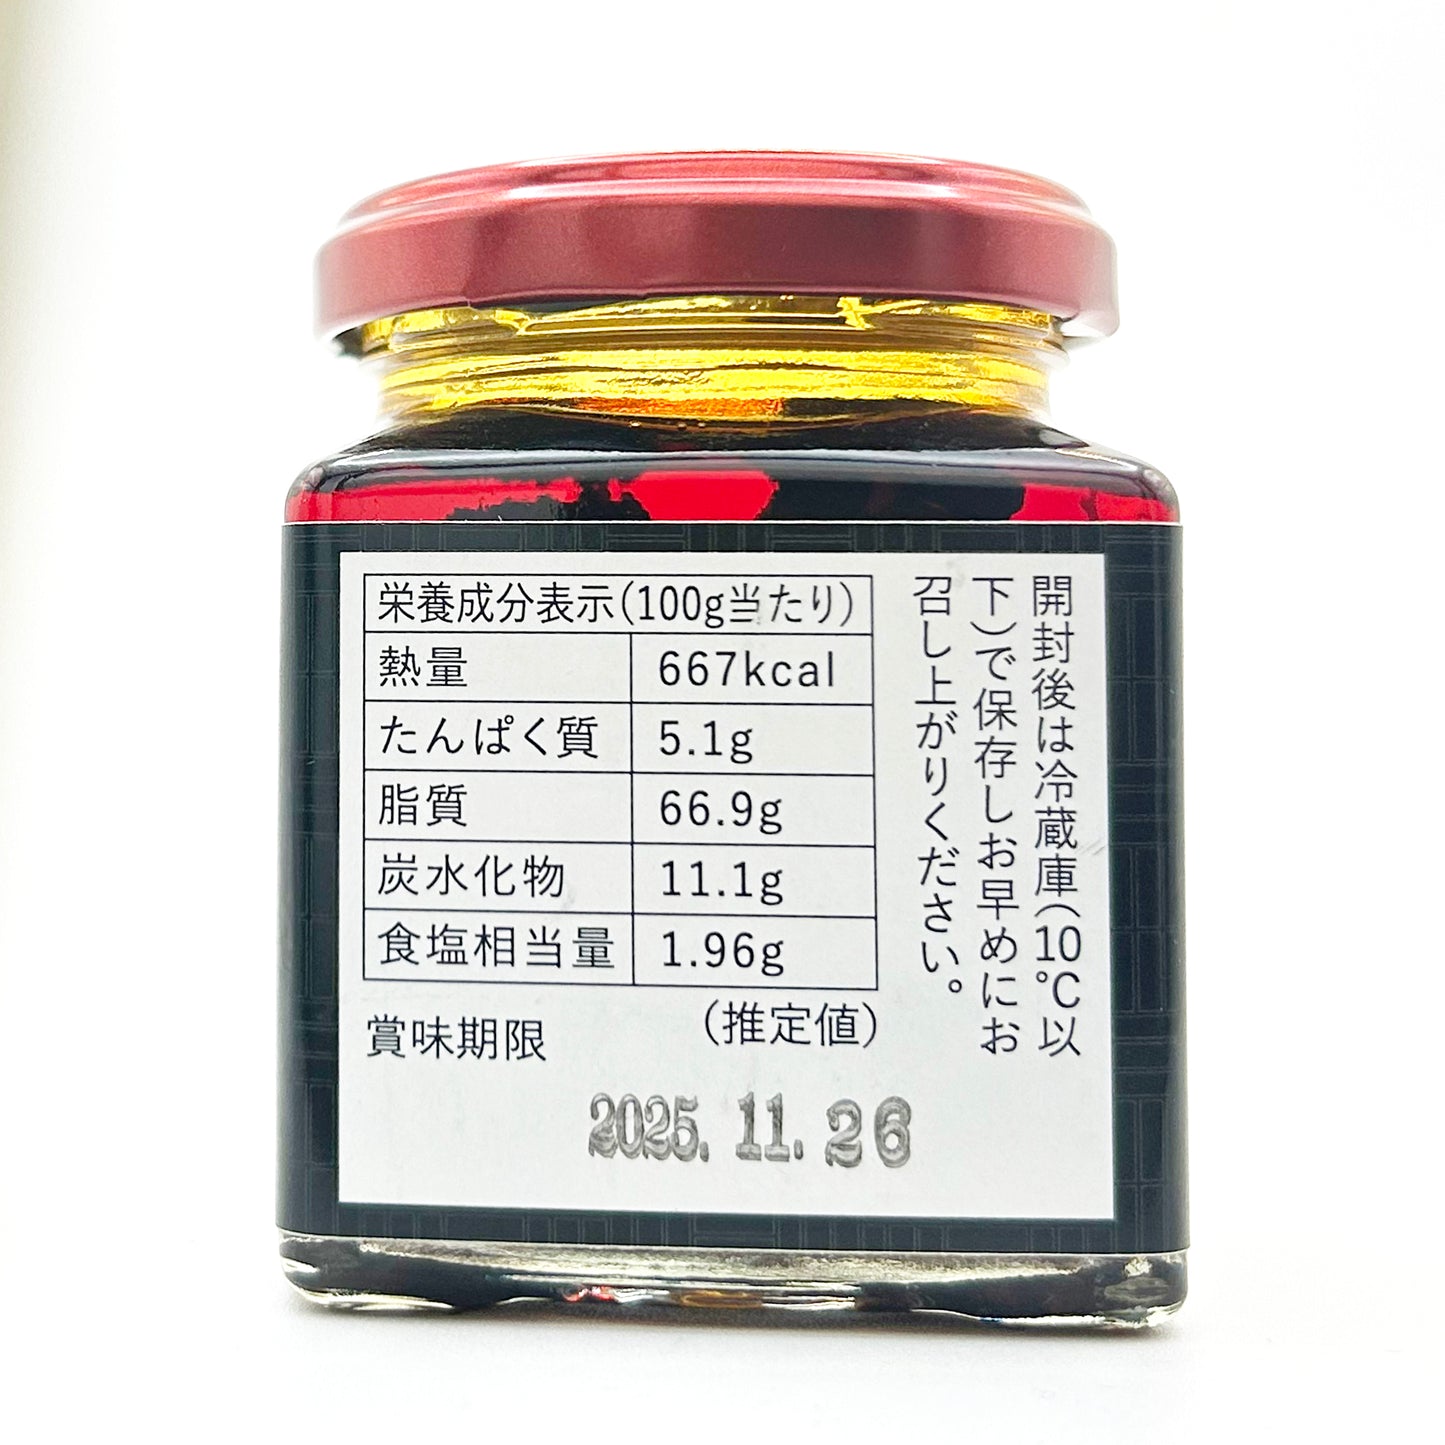 栄養成分表示(100g当たり)
熱量 667kcal
たんぱく質 5.1g
脂質 66.9g
炭水化物 11.1g
食塩相当量 1.96g
(推定値)
賞味期限
2025.11.26
開封後は冷蔵庫(10℃以
下)で保存しお早めにお
召し上がりください。